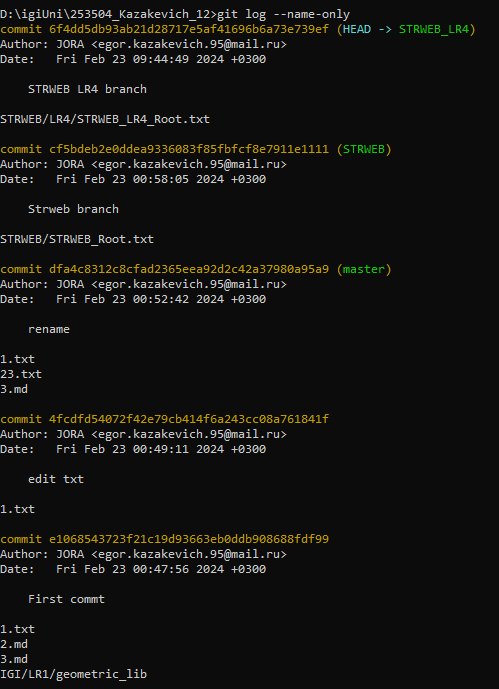 D:\igiUni\253504_Kazakevich_12>git log --name-only
commit 6f4dd5db93ab21d28717e5af41696b6a73e739ef (HEAD -> STRWEB_LR4)
Author: JORA <egor.kazakevich.95@mail.ru>
Date:   Fri Feb 23 09:44:49 2024 +0300
    STRWEB LR4 branch
STRWEB/LR4/STRWEB_LR4_Root.txt
commit cf5bdeb2e0ddea9336083f85fbfcf8e7911e1111 (STRWEB)
Author: JORA <egor.kazakevich.95@mail.ru>
Date:   Fri Feb 23 00:58:05 2024 +0300
    Strweb branch
STRWEB/STRWEB_Root.txt
commit dfa4c8312c8cfad2365eea92d2c42a37980a95a9 (master)
Author: JORA <egor.kazakevich.95@mail.ru>
Date:   Fri Feb 23 00:52:42 2024 +0300
    rename
1.txt
23.txt
3.md
commit 4fcdfd54072f42e79cb414f6a243cc08a761841f
Author: JORA <egor.kazakevich.95@mail.ru>
Date:   Fri Feb 23 00:49:11 2024 +0300
    edit txt
1.txt
commit e1068543723f21c19d93663eb0ddb908688fdf99
Author: JORA <egor.kazakevich.95@mail.ru>
Date:   Fri Feb 23 00:47:56 2024 +0300
    First commt
1.txt
2.md
3.md
IGI/LR1/geometric_lib